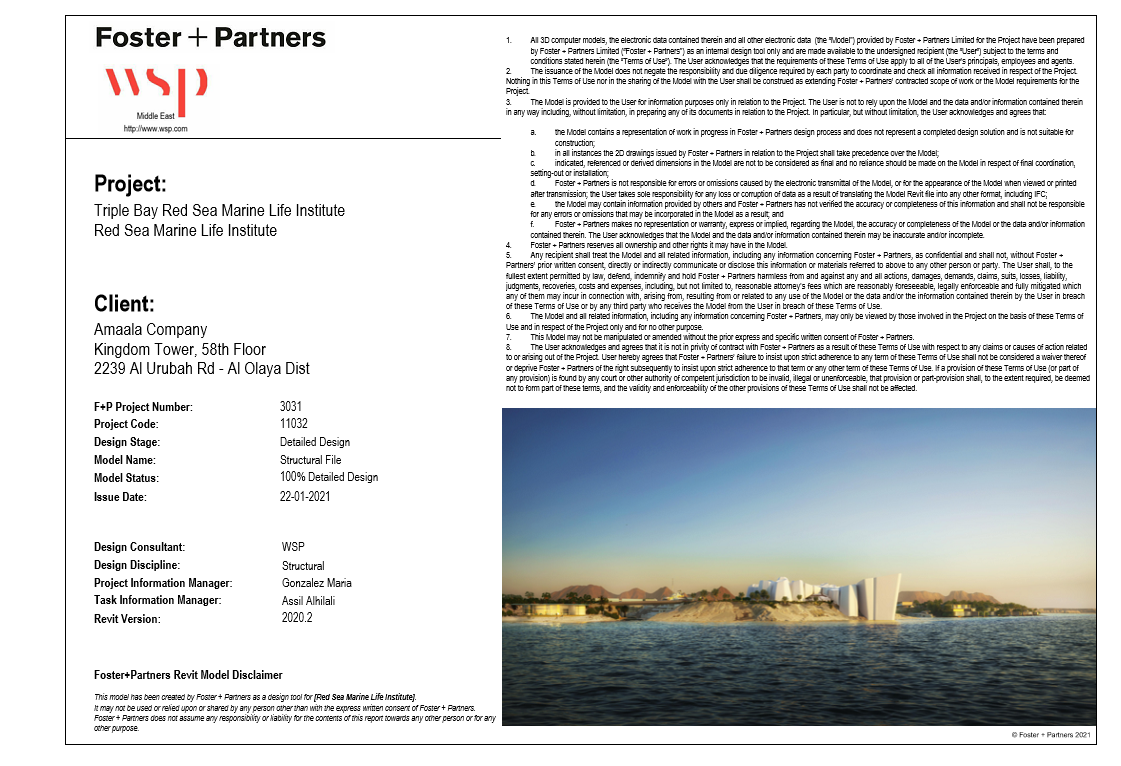 Foster + Partners
wsp
Middle East
http://www.wsp.com
Project:
Triple Bay Red Sea Marine Life Institute
Red Sea Marine Life Institute
Client:
Amaala Company
Kingdom Tower, 58th Floor
2239 Al Urubah Rd - Al Olaya Dist
F+P Project Number: 3031
Project Code: 11032
Design Stage: Detailed Design
Model Name: Structural File
Model Status: 100% Detailed Design
Issue Date: 22-01-2021
Design Consultant: WSP
Design Discipline: Structural
Project Information Manager: Gonzalez Maria
Task Information Manager: Assil Alhilali
Revit Version: 2020.2
Foster+Partners Revit Model Disclaimer
This model has been created by Foster + Partners as a design tool for [Red Sea Marine Life Institute].
It may not be used or relied upon or shared by any person other than with the express written consent of Foster + Partners.
Foster + Partners does not assume any responsibility or liability for the contents of this report towards any other person or for any
other purpose.
1. All 3D computer models, the electronic data contained therein and all other electronic data (the "Model") provided by Foster + Partners Limited for the Project have been prepared
by Foster + Partners Limited ("Foster + Partners") as an internal design tool only and are made available to the undersigned recipient (the "User") subject to the terms and
conditions stated herein (the "Terms of Use"). The User acknowledges that the requirements of these Terms of Use apply to all of the User's principals, employees and agents.
2. The issuance of the Model does not negate the responsibility and due diligence required by each party to coordinate and check all information received in respect of the Project.
Nothing in this Terms of Use nor in the sharing of the Model with the User shall be construed as extending Foster + Partners' contracted scope of work or the Model requirements for the
Project.
3. The Model is provided to the User for information purposes only in relation to the Project. The User is not to rely upon the Model and the data and/or information contained therein
in any way including, without limitation, in preparing any of its documents in relation to the Project. In particular, but without limitation, the User acknowledges and agrees that:
a. the Model contains a representation of work in progress in Foster + Partners design process and does not represent a completed design solution and is not suitable for
construction;
b. in all instances the 2D drawings issued by Foster + Partners in relation to the Project shall take precedence over the Model;
c. indicated, referenced or derived dimensions in the Model are not to be considered as final and no reliance should be made on the Model in respect of final coordination,
setting-out or installation;
d. Foster + Partners is not responsible for errors or omissions caused by the electronic transmittal of the Model, or for the appearance of the Model when viewed or printed
after transmission; the User takes sole responsibility for any loss or corruption of data as a result of translating the Model Revit file into any other format, including IFC;
e. the Model may contain information provided by others and Foster + Partners has not verified the accuracy or completeness of this information and shall not be responsible
for any errors or omissions that may be incorporated in the Model as a result; and
f. Foster + Partners makes no representation or warranty, express or implied, regarding the Model, the accuracy or completeness of the Model or the data and/or information
contained therein. The User acknowledges that the Model and the data and/or information contained therein may be inaccurate and/or incomplete.
4. Foster + Partners reserves all ownership and other rights it may have in the Model.
5. Any recipient shall treat the Model and all related information, including any information concerning Foster + Partners, as confidential and shall not, without Foster +
Partners' prior written consent, directly or indirectly communicate or disclose this information or materials referred to above to any other person or party. The User shall, to the
fullest extent permitted by law, defend, indemnify and hold Foster + Partners harmless from and against any and all actions, damages, demands, claims, suits, losses, liability,
judgments, recoveries, costs and expenses, including, but not limited to, reasonable attorney's fees which are reasonably foreseeable, legally enforceable and fully mitigated which
any of them may incur in connection with, arising from, resulting from or related to any use of the Model or the data and/or the information contained therein by the User in breach
of these Terms of Use or by any third party who receives the Model from the User in breach of these Terms of Use.
6. The Model and all related information, including any information concerning Foster + Partners, may only be viewed by those involved in the Project on the basis of these Terms of
Use and in respect of the Project only and for no other purpose.
7. This Model may not be manipulated or amended without the prior express and specific written consent of Foster + Partners.
8. The User acknowledges and agrees that it is not in privity of contract with Foster + Partners as a result of these Terms of Use with respect to any claims or causes of action related
to or arising out of the Project. User hereby agrees that Foster + Partners' failure to insist upon strict adherence to any term of these Terms of Use shall not be considered a waiver thereof
or deprive Foster + Partners of the right subsequently to insist upon strict adherence to that term or any other term of these Terms of Use. If a provision of these Terms of Use (or part of
any provision) is found by any court or other authority of competent jurisdiction to be invalid, illegal or unenforceable, that provision or part-provision shall, to the extent required, be deemed
not to form part of these terms, and the validity and enforceability of the other provisions of these Terms of Use shall not be affected.
© Foster + Partners 2021